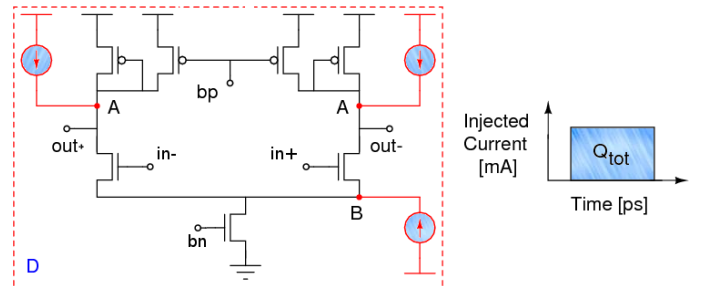 bp
A
A
out+
in-
in+
out-
B
bn
D
Injected
Current
[mA]
Qtot
Time [ps]